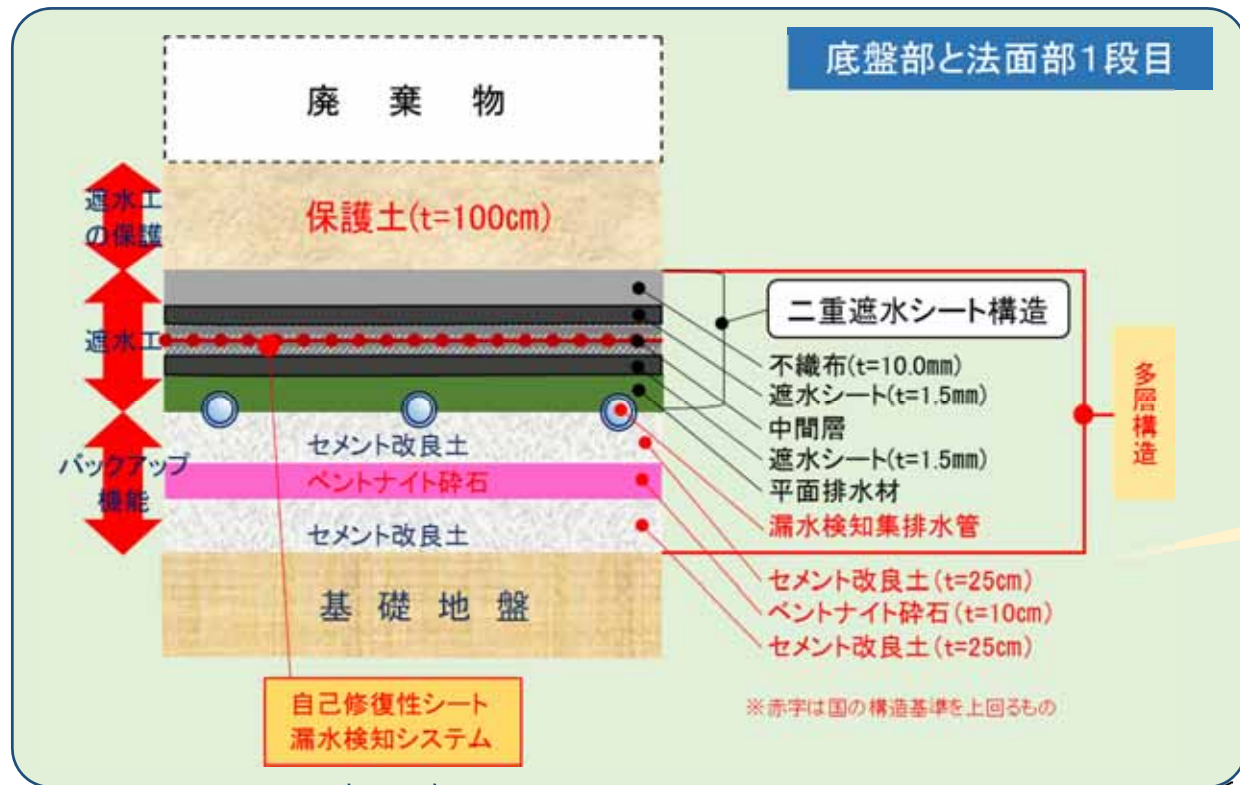 底盤部と法面部１段目
廃棄物
遮水工
の保護
保護土(t=100㎝)
二重遮水シート構造
遮水工
不織布(t=10.0mm)
遮水シート(t=1.5mm)
中間層
遮水シート(t=1.5mm)
平面排水材
漏水検知集排水管
多層構造
バックアップ
機能
セメント改良土
ベントナイト砕石
セメント改良土
セメント改良土(t=25㎝)
ベントナイト砕石(t=10㎝)
セメント改良土(t=25㎝)
基礎地盤
自己修復性シート
漏水検知システム
※赤字は国の構造基準を上回るもの